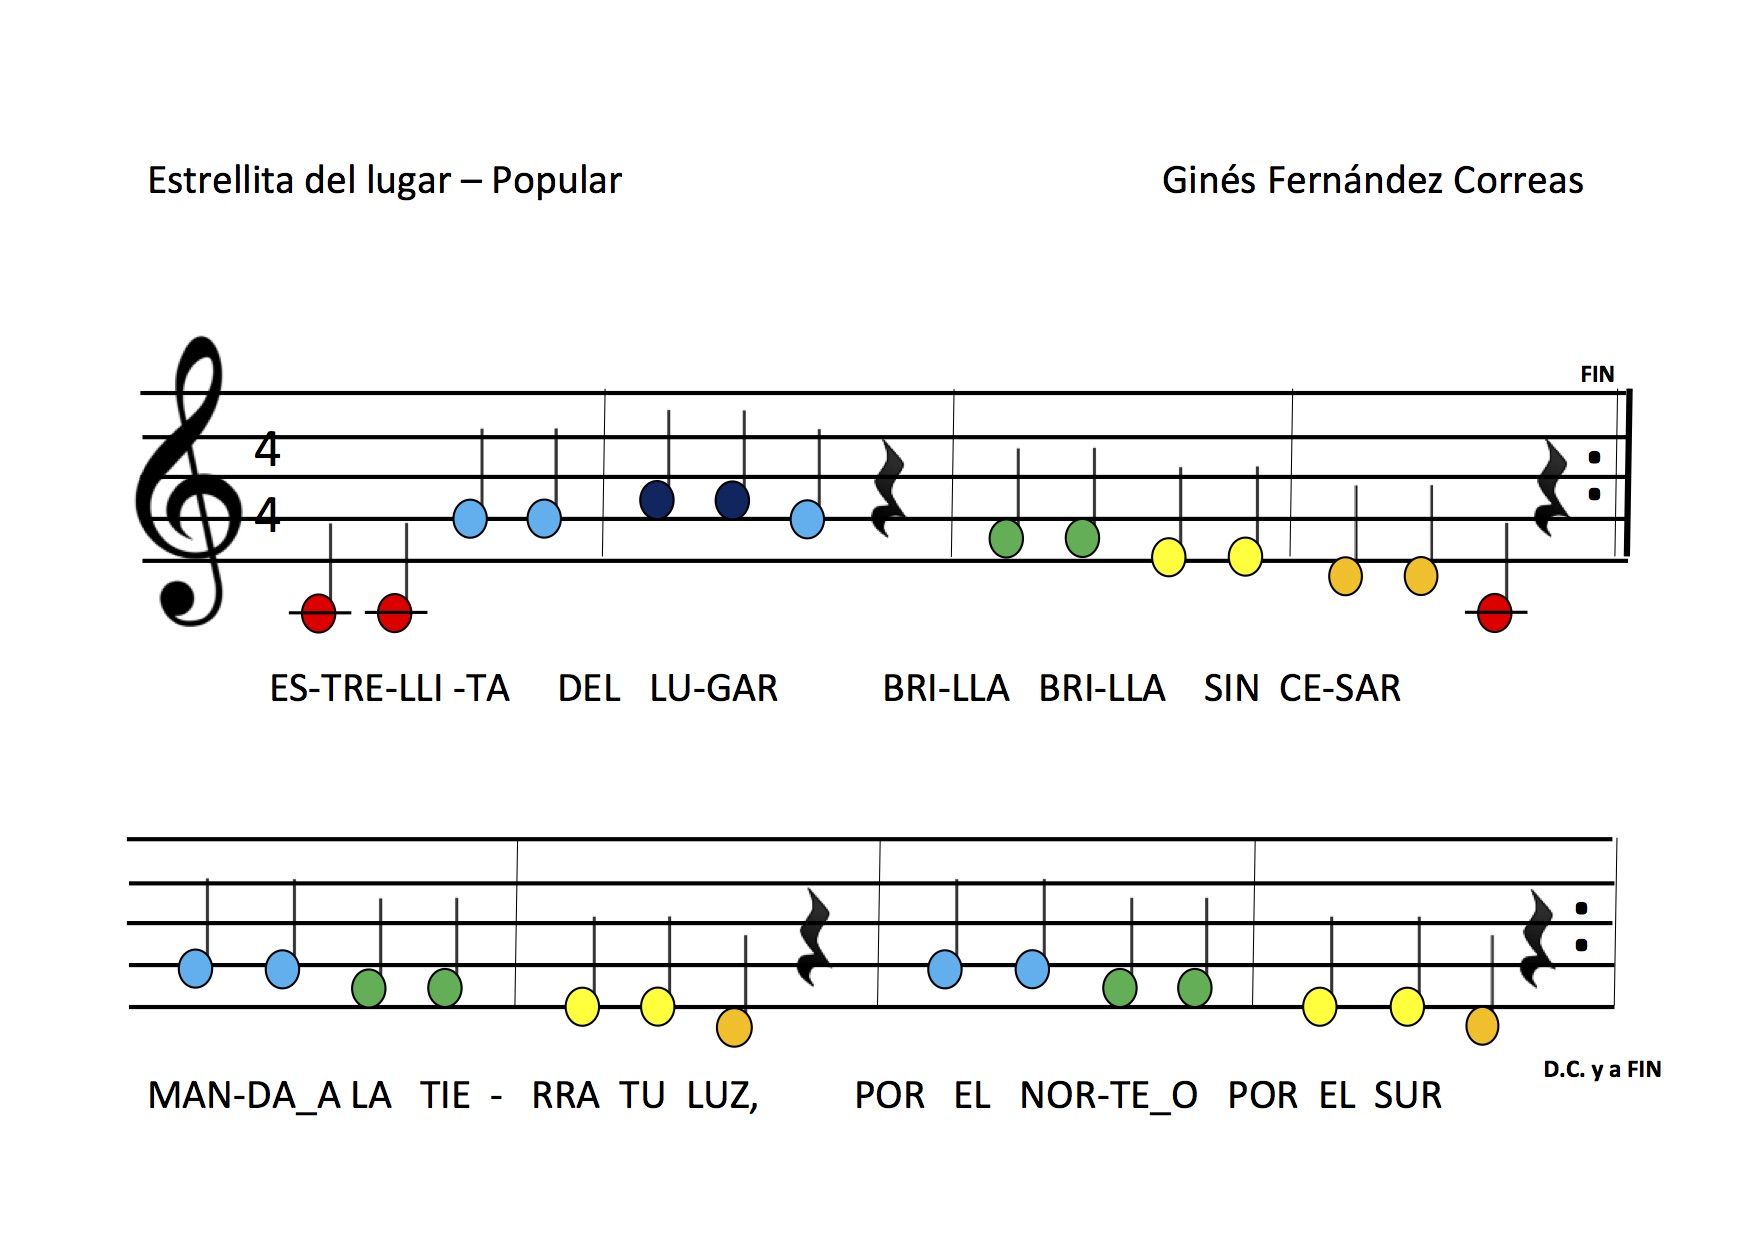 Estrellita del lugar – Popular Ginés Fernández Correas
FIN
4
4
ES-TRE-LLI -TA DEL LU-GAR BRI-LLA BRI-LLA SIN CE-SAR
D.C. y a FIN
MAN-DA_A LA TIE - RRA TU LUZ, POR EL NOR-TE_O POR EL SUR